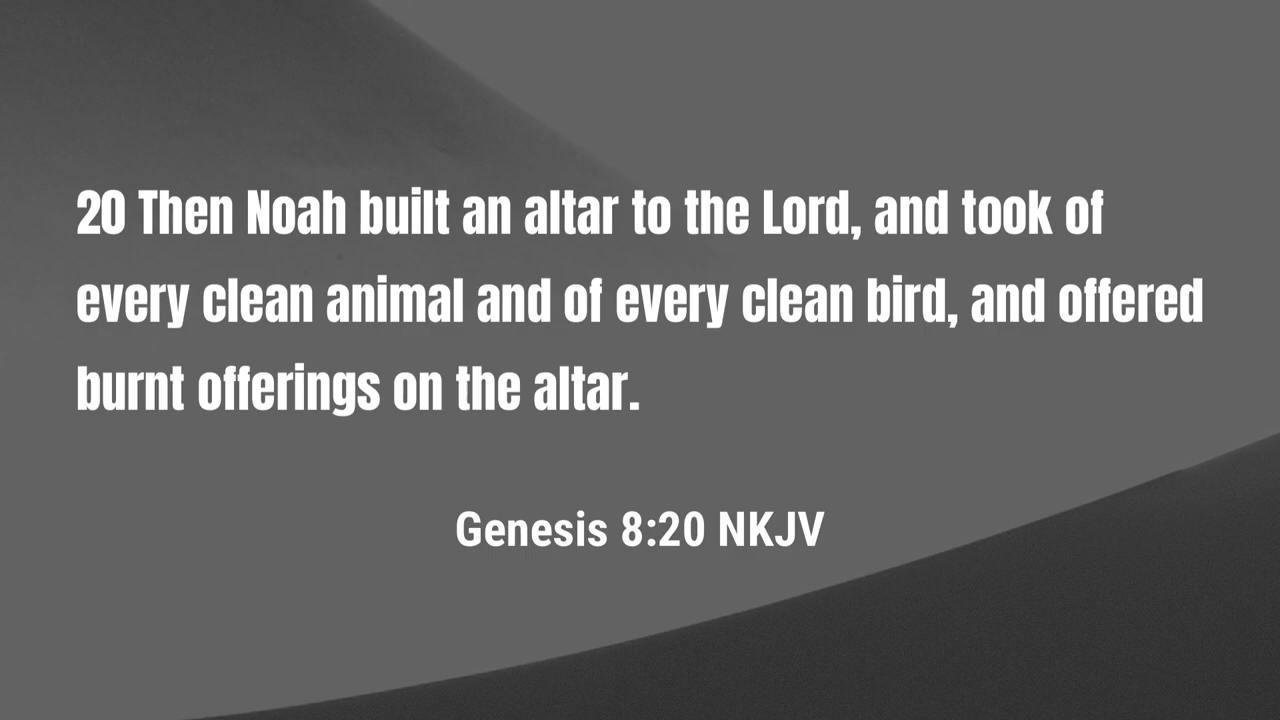 20 Then Noah built an altar to the Lord, and took of
every clean animal and of every clean bird, and offered
burnt offerings on the altar.
Genesis 8:20 NKJV